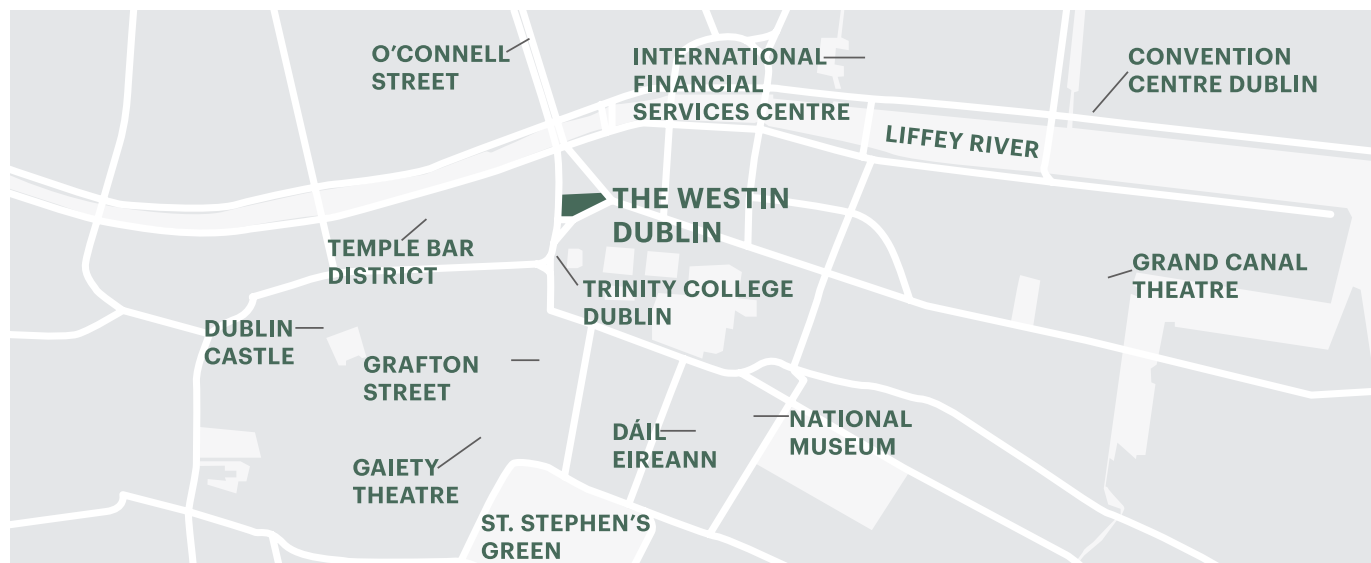 O'CONNELL
STREET
INTERNATIONAL
FINANCIAL
SERVICES CENTRE
CONVENTION
CENTRE DUBLIN
LIFFEY RIVER
THE WESTIN
DUBLIN
TEMPLE BAR
DISTRICT
TRINITY COLLEGE
DUBLIN
GRAND CANAL
THEATRE
DUBLIN
CASTLE
GRAFTON
STREET
DÁIL
EIREANN
NATIONAL
MUSEUM
GAIETY
THEATRE
ST. STEPHEN'S
GREEN